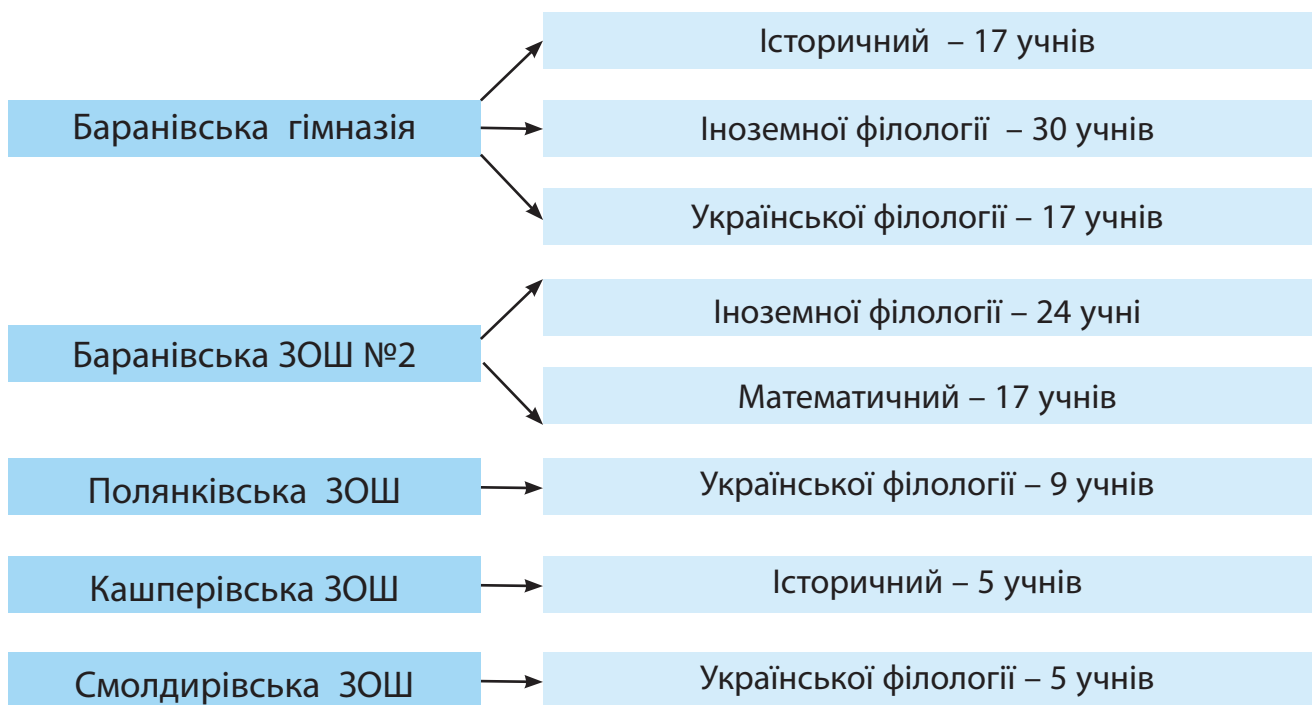 Історичний – 17 учнів
Баранівська гімназія
Іноземної філології – 30 учнів
Української філології – 17 учнів
Іноземної філології – 24 учні
Баранівська ЗОШ №2
Математичний – 17 учнів
Полянківська ЗОШ
Української філології – 9 учнів
Кашперівська ЗОШ
Історичний – 5 учнів
Смолдирівська ЗОШ
Української філології – 5 учнів